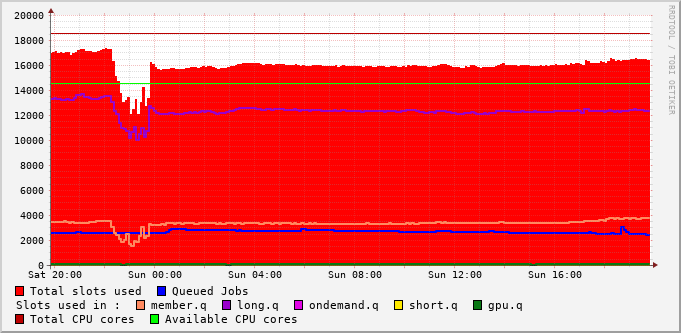 20000
18000
16000
14000
12000
10000
8000
6000
4000
2000
0
Sat 20:00 Sun 00:00 Sun 04:00 Sun 08:00 Sun 12:00 Sun 16:00
Total slots used Queued Jobs
Slots used in : member.q long.q ondemand.q short.q gpu.q
Total CPU cores Available CPU cores
RRDTOOL / TOBI OETIKER